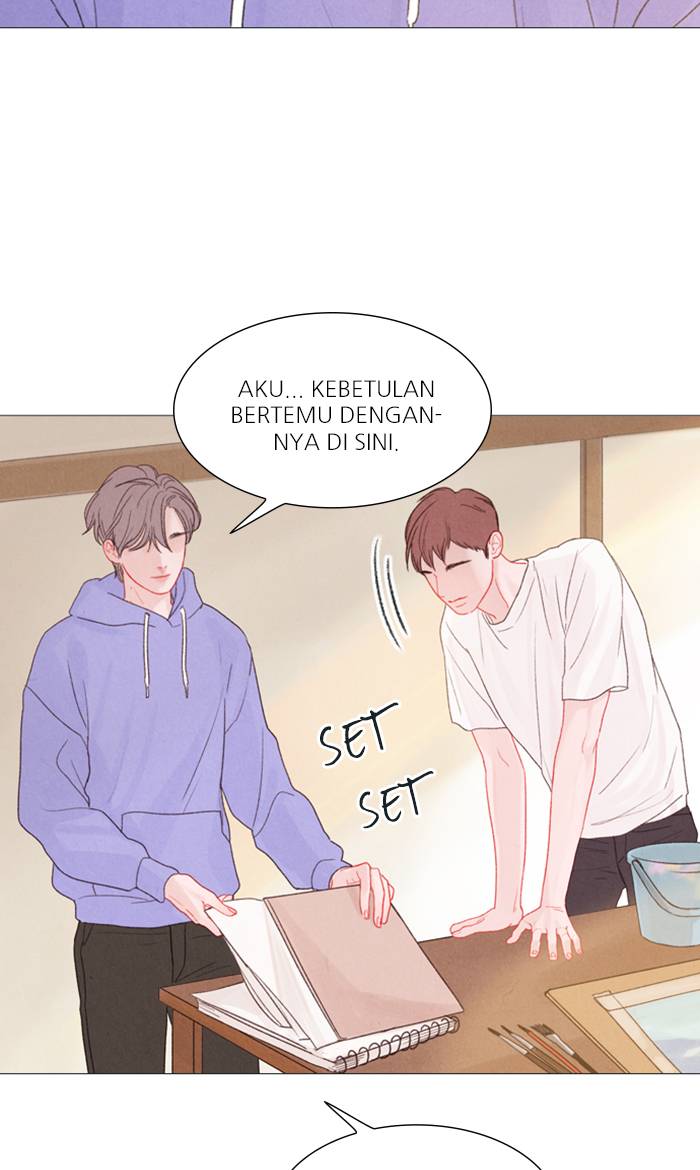 AKU... KEBETULAN
BERTEMU DENGAN-
NYA DI SINI.
SET
SET